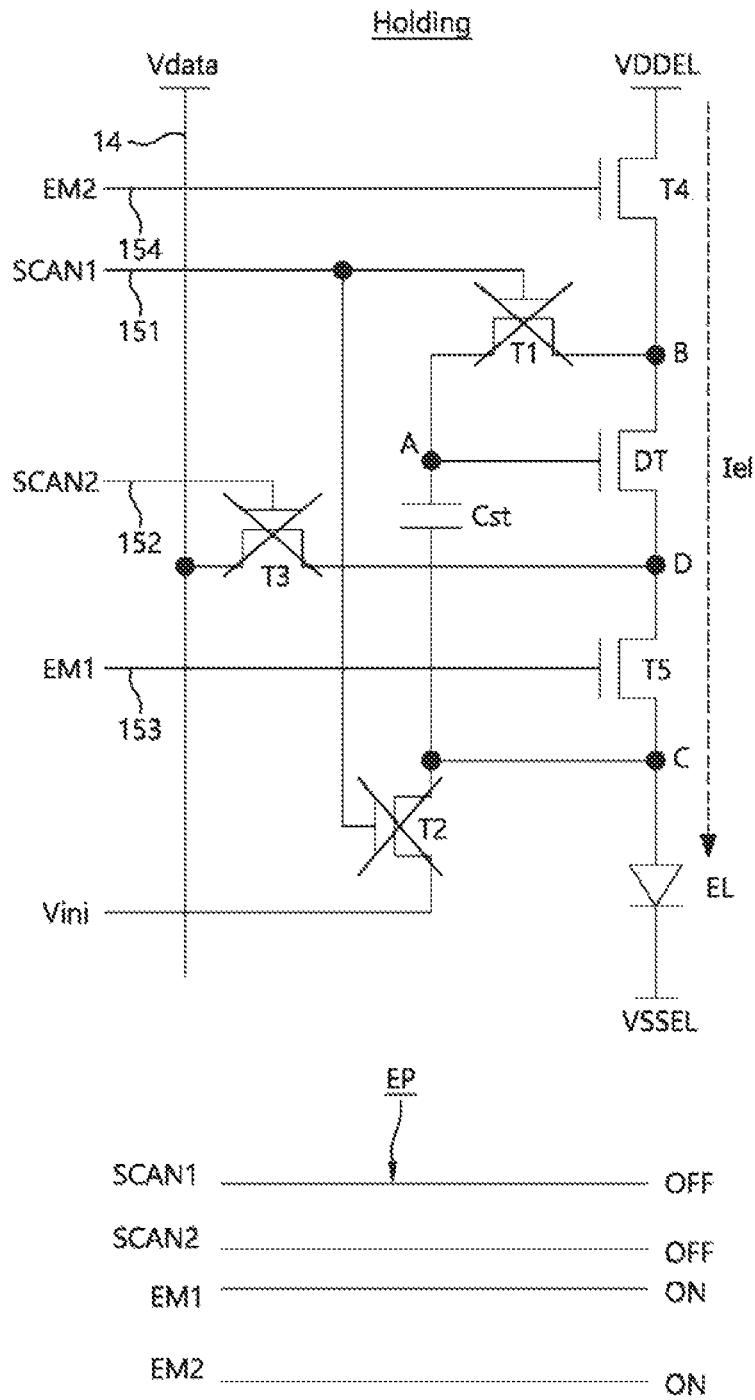 Holding
Vdata
VDDEL
14
EM2
T4
154
SCAN1
151
T1
B
A
DT
Iel
SCAN2
Cst
152
T3
D
EM1
T5
153
C
T2
EL
Vini
VSSEL
EP
SCAN1 OFF
SCAN2 OFF
EM1 ON
EM2 ON